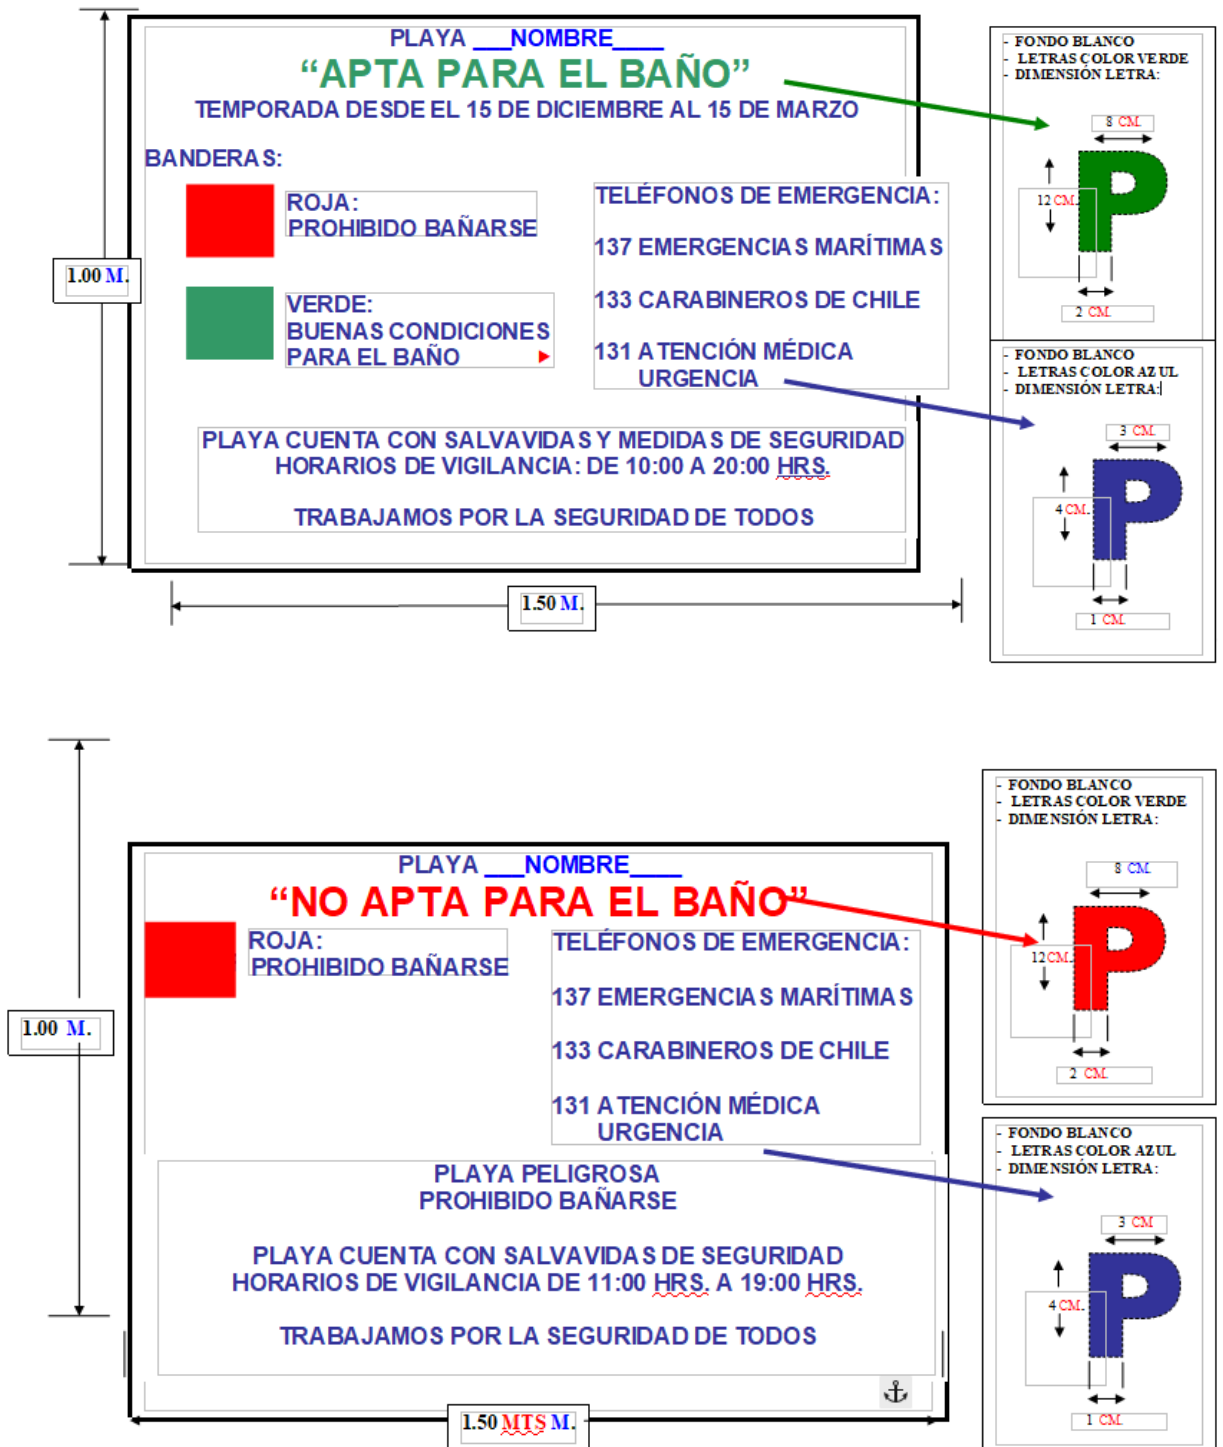 PLAYA ___NOMBRE____
“APTA PARA EL BAÑO”
TEMPORADA DESDE EL 15 DE DICIEMBRE AL 15 DE MARZO
BANDERAS:
ROJA:
PROHIBIDO BAÑARSE
VERDE:
BUENAS CONDICIONES
PARA EL BAÑO
TELÉFONOS DE EMERGENCIA:
137 EMERGENCIAS MARÍTIMAS
133 CARABINEROS DE CHILE
131 ATENCIÓN MÉDICA
URGENCIA
PLAYA CUENTA CON SALVAVIDAS Y MEDIDAS DE SEGURIDAD
HORARIOS DE VIGILANCIA: DE 10:00 A 20:00 HRS.
TRABAJAMOS POR LA SEGURIDAD DE TODOS
1.00 M.
1.50 M.
- FONDO BLANCO
- LETRAS COLOR VERDE
- DIMENSIÓN LETRA:
8 CM.
12 CM.
P
2 CM.
- FONDO BLANCO
- LETRAS COLOR AZUL
- DIMENSIÓN LETRA:
3 CM.
4 CM.
P
1 CM.
PLAYA ___NOMBRE____
“NO APTA PARA EL BAÑO”
ROJA:
PROHIBIDO BAÑARSE
TELÉFONOS DE EMERGENCIA:
137 EMERGENCIAS MARÍTIMAS
133 CARABINEROS DE CHILE
131 ATENCIÓN MÉDICA
URGENCIA
PLAYA PELIGROSA
PROHIBIDO BAÑARSE
PLAYA CUENTA CON SALVAVIDAS DE SEGURIDAD
HORARIOS DE VIGILANCIA DE 11:00 HRS. A 19:00 HRS.
TRABAJAMOS POR LA SEGURIDAD DE TODOS
1.00 M.
1.50 MTS M.
- FONDO BLANCO
- LETRAS COLOR VERDE
- DIMENSIÓN LETRA:
8 CM.
12 CM.
P
2 CM.
- FONDO BLANCO
- LETRAS COLOR AZUL
- DIMENSIÓN LETRA:
3 CM
4 CM.
P
1 CM.